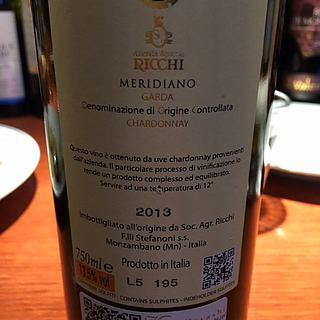 Azienda Agricola
RICCHI
MERIDIANO
GARDA
Denominazione di Origine Controllata
CHARDONNAY
Questo vino è ottenuto da uve chardonnay provenienti
dall'azienda. Il particolare processo di vinificazione lo
rende un prodotto complesso ed equilibrato.
Servire ad una temperatura di 12°
2013
Imbottigliato all'origine da Soc. Agr. Ricchi
F.lli Stefanoni s.s.
Monzambano (Mn) - Italia
750ml e
Prodotto in Italia
13.5% vol
L5 195
SOLFITI - CONTAINS SULPHITES - INDEHOLDER SULFITTER